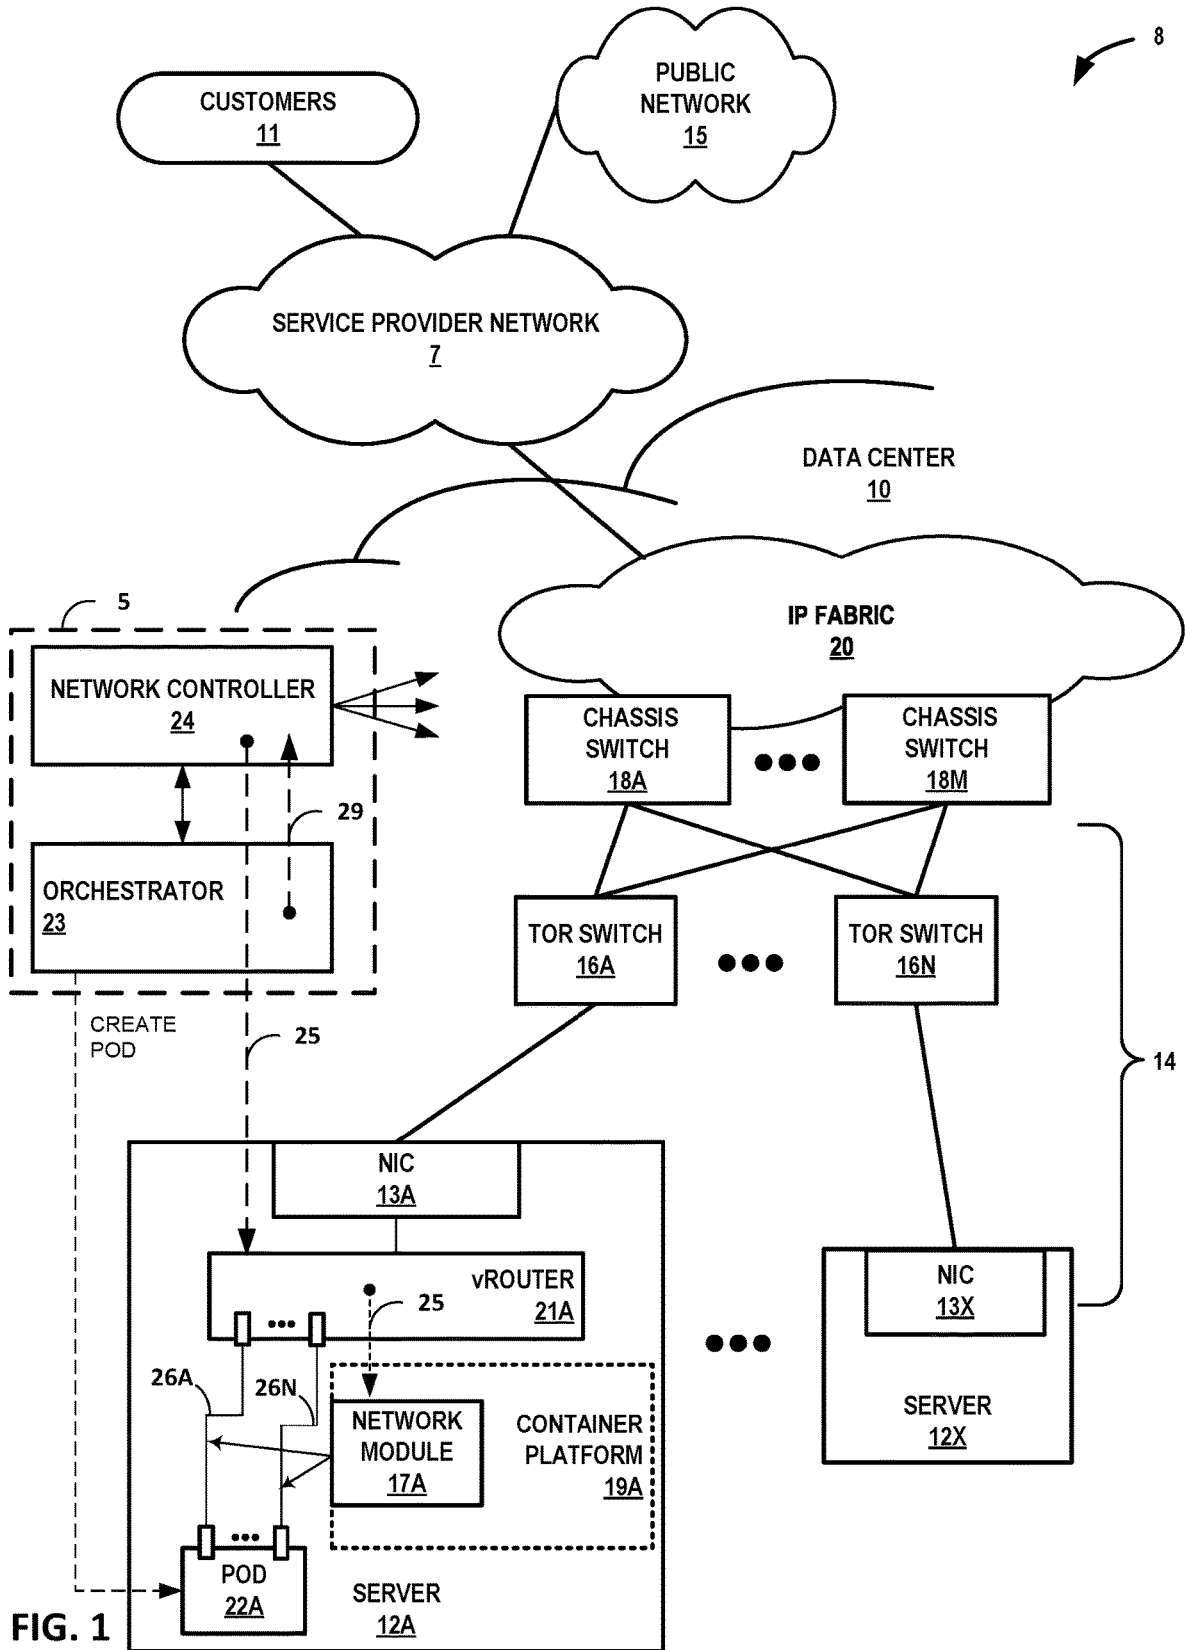 8
PUBLIC
NETWORK
15
CUSTOMERS
11
SERVICE PROVIDER NETWORK
7
DATA CENTER
10
5
IP FABRIC
20
NETWORK CONTROLLER
24
CHASSIS
SWITCH
18A
CHASSIS
SWITCH
18M
29
ORCHESTRATOR
23
TOR SWITCH
16A
TOR SWITCH
16N
CREATE
POD
25
14
NIC
13A
vROUTER
21A
25
NIC
13X
26A
26N
NETWORK
MODULE
17A
CONTAINER
PLATFORM
19A
SERVER
12X
POD
22A
SERVER
12A
FIG. 1